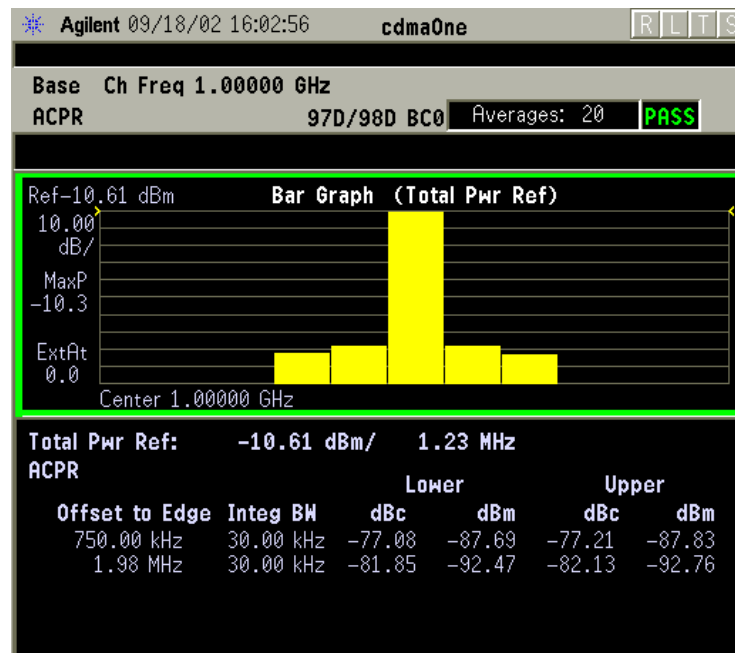 Agilent 09/18/02 16:02:56 cdmaOne R L T S
Base Ch Freq 1.00000 GHz
ACPR 97D/98D BC0 Averages: 20 PASS
Ref-10.61 dBm Bar Graph (Total Pwr Ref)
10.00
dB/
MaxP
-10.3
ExtAt
0.0
Center 1.00000 GHz
Total Pwr Ref: -10.61 dBm/ 1.23 MHz
ACPR
Lower Upper
Offset to Edge Integ BW dBc dBm dBc dBm
750.00 kHz 30.00 kHz -77.08 -87.69 -77.21 -87.83
1.98 MHz 30.00 kHz -81.85 -92.47 -82.13 -92.76